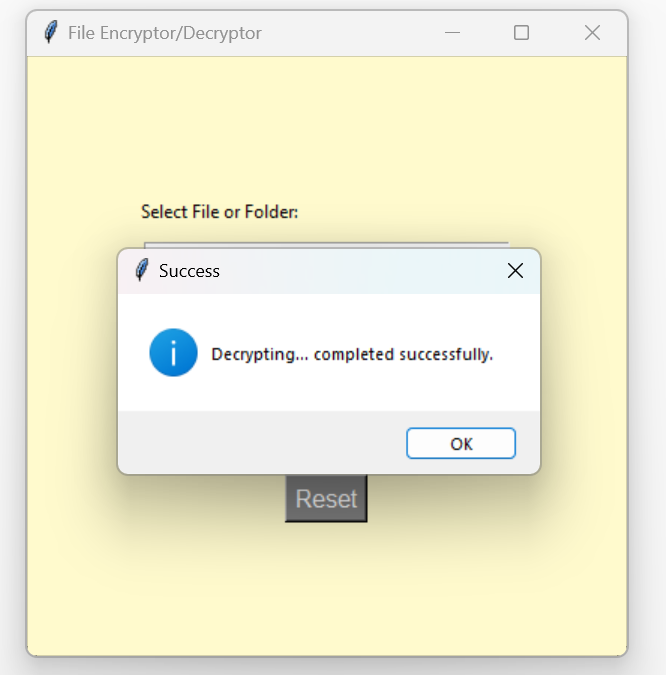 File Encryptor/Decryptor
Select File or Folder:
Success
Decrypting... completed successfully.
OK
Reset